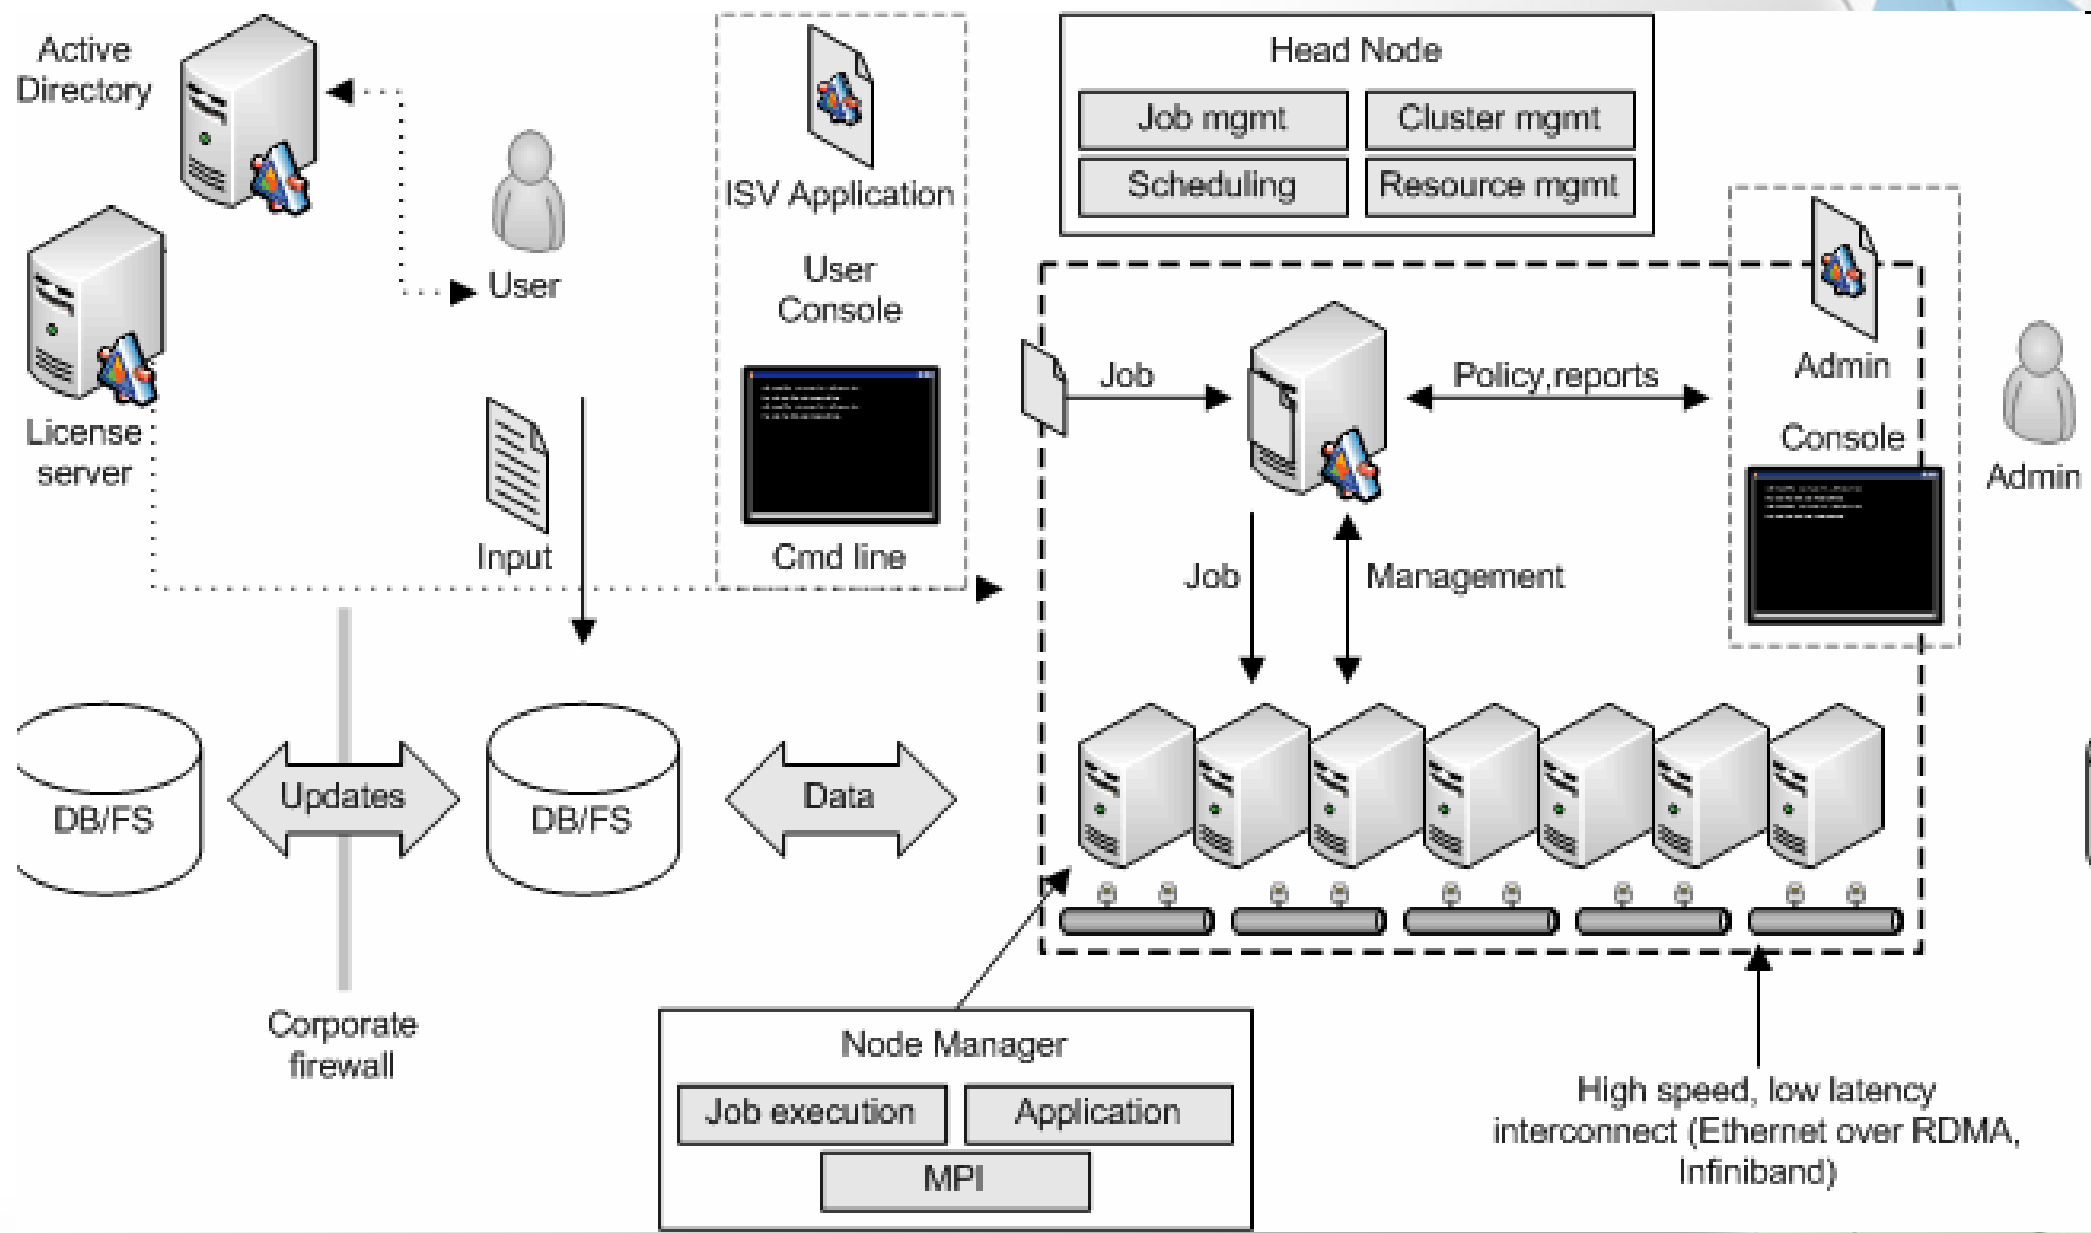 Active
Directory
User
License
server
Input
ISV Application
User
Console
Cmd line
Head Node
Job mgmt
Cluster mgmt
Scheduling
Resource mgmt
Job
Policy,reports
Admin
Console
Admin
Job
Management
DB/FS
Updates
DB/FS
Data
Corporate
firewall
Node Manager
Job execution
Application
MPI
High speed, low latency
interconnect (Ethernet over RDMA,
Infiniband)